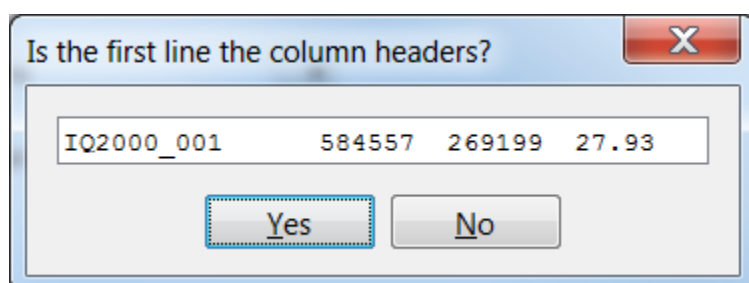 Is the first line the column headers?
IQ2000_001 584557 269199 27.93
Yes No